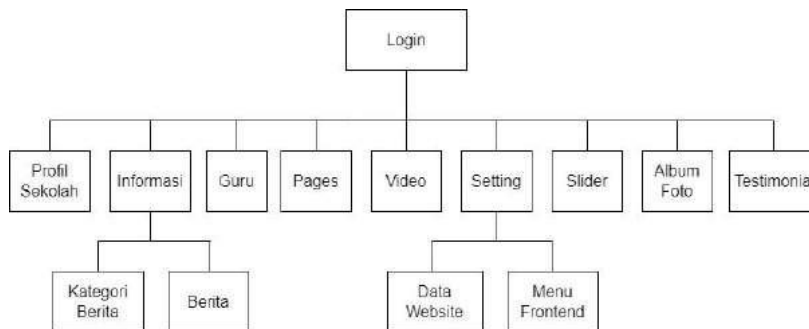 Login
Profil
Sekolah
Informasi
Guru
Pages
Video
Setting
Slider
Album
Foto
Testimonia
Kategori
Berita
Berita
Data
Website
Menu
Frontend